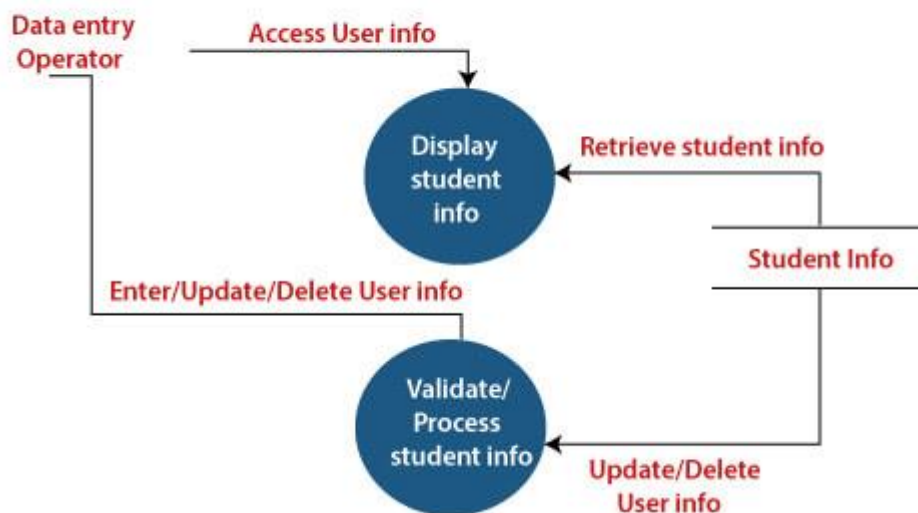 Data entry
Operator
Access User info
Display
student
info
Retrieve student info
Student Info
Enter/Update/Delete User info
Validate/
Process
student info
Update/Delete
User info